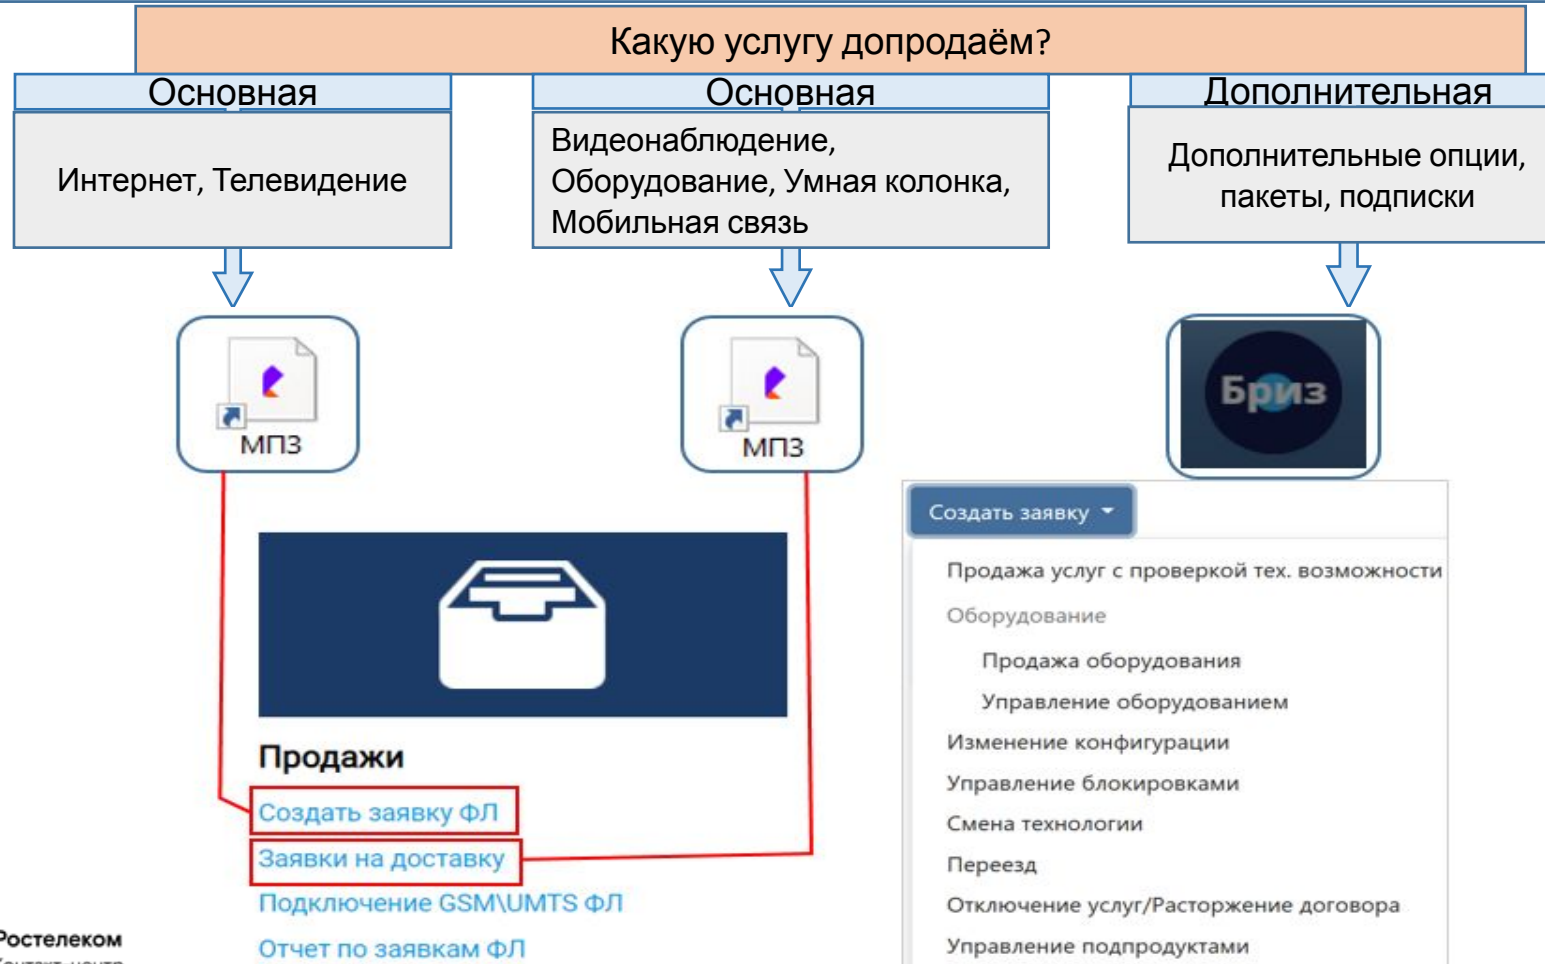 Какую услугу допродаём?
Основная
Интернет, Телевидение
Основная
Видеонаблюдение,
Оборудование, Умная колонка,
Мобильная связь
Дополнительная
Дополнительные опции,
пакеты, подписки
МПЗ
МПЗ
Бриз
Продажи
Создать заявку ФЛ
Заявки на доставку
Подключение GSM\UMTS ФЛ
Отчет по заявкам ФЛ
Создать заявку
Продажа услуг с проверкой тех. возможности
Оборудование
Продажа оборудования
Управление оборудованием
Изменение конфигурации
Управление блокировками
Смена технологии
Переезд
Отключение услуг/Расторжение договора
Управление подпродуктами
Ростелеком